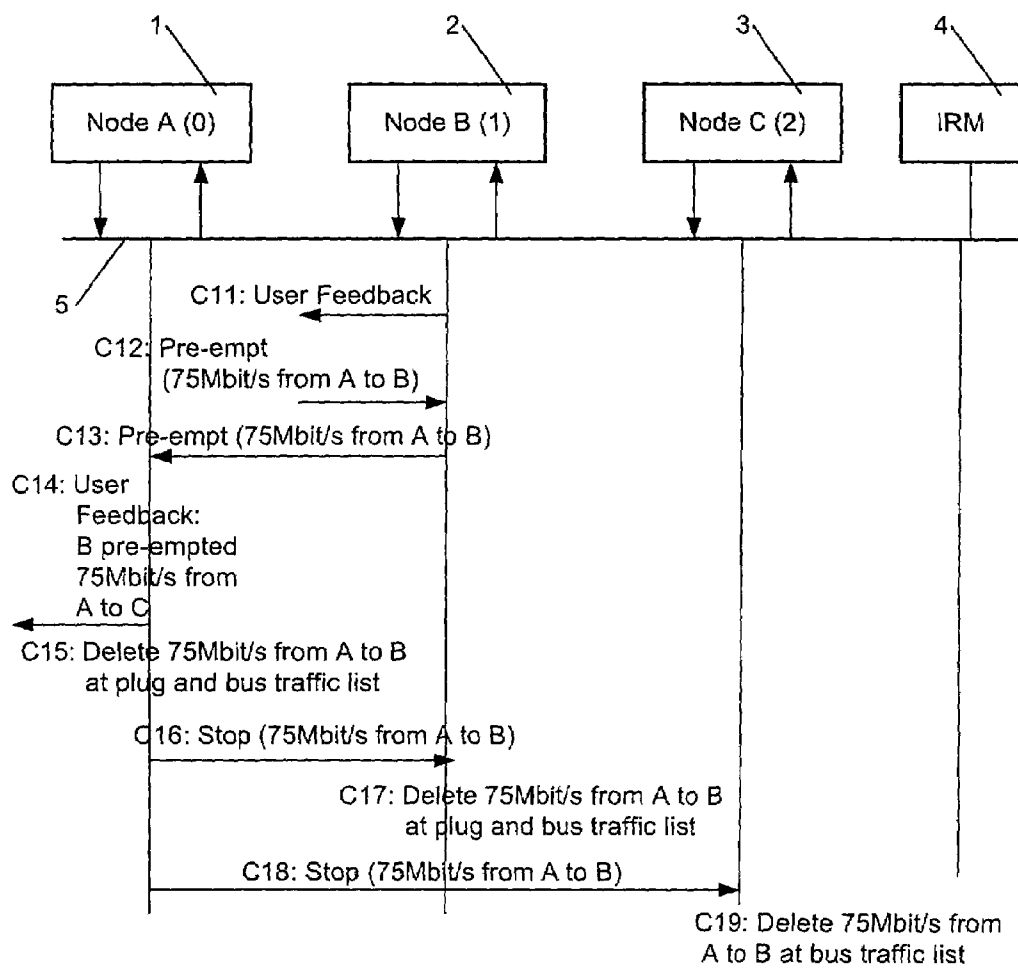 1
2
3
4
Node A (0)
Node B (1)
Node C (2)
IRM
5
C11: User Feedback
C12: Pre-empt
(75Mbit/s from A to B)
C13: Pre-empt (75Mbit/s from A to B)
C14: User
Feedback:
B pre-empted
75Mbit/s from
A to C
C15: Delete 75Mbit/s from A to B
at plug and bus traffic list
C16: Stop (75Mbit/s from A to B)
C17: Delete 75Mbit/s from A to B
at plug and bus traffic list
C18: Stop (75Mbit/s from A to B)
C19: Delete 75Mbit/s from
A to B at bus traffic list